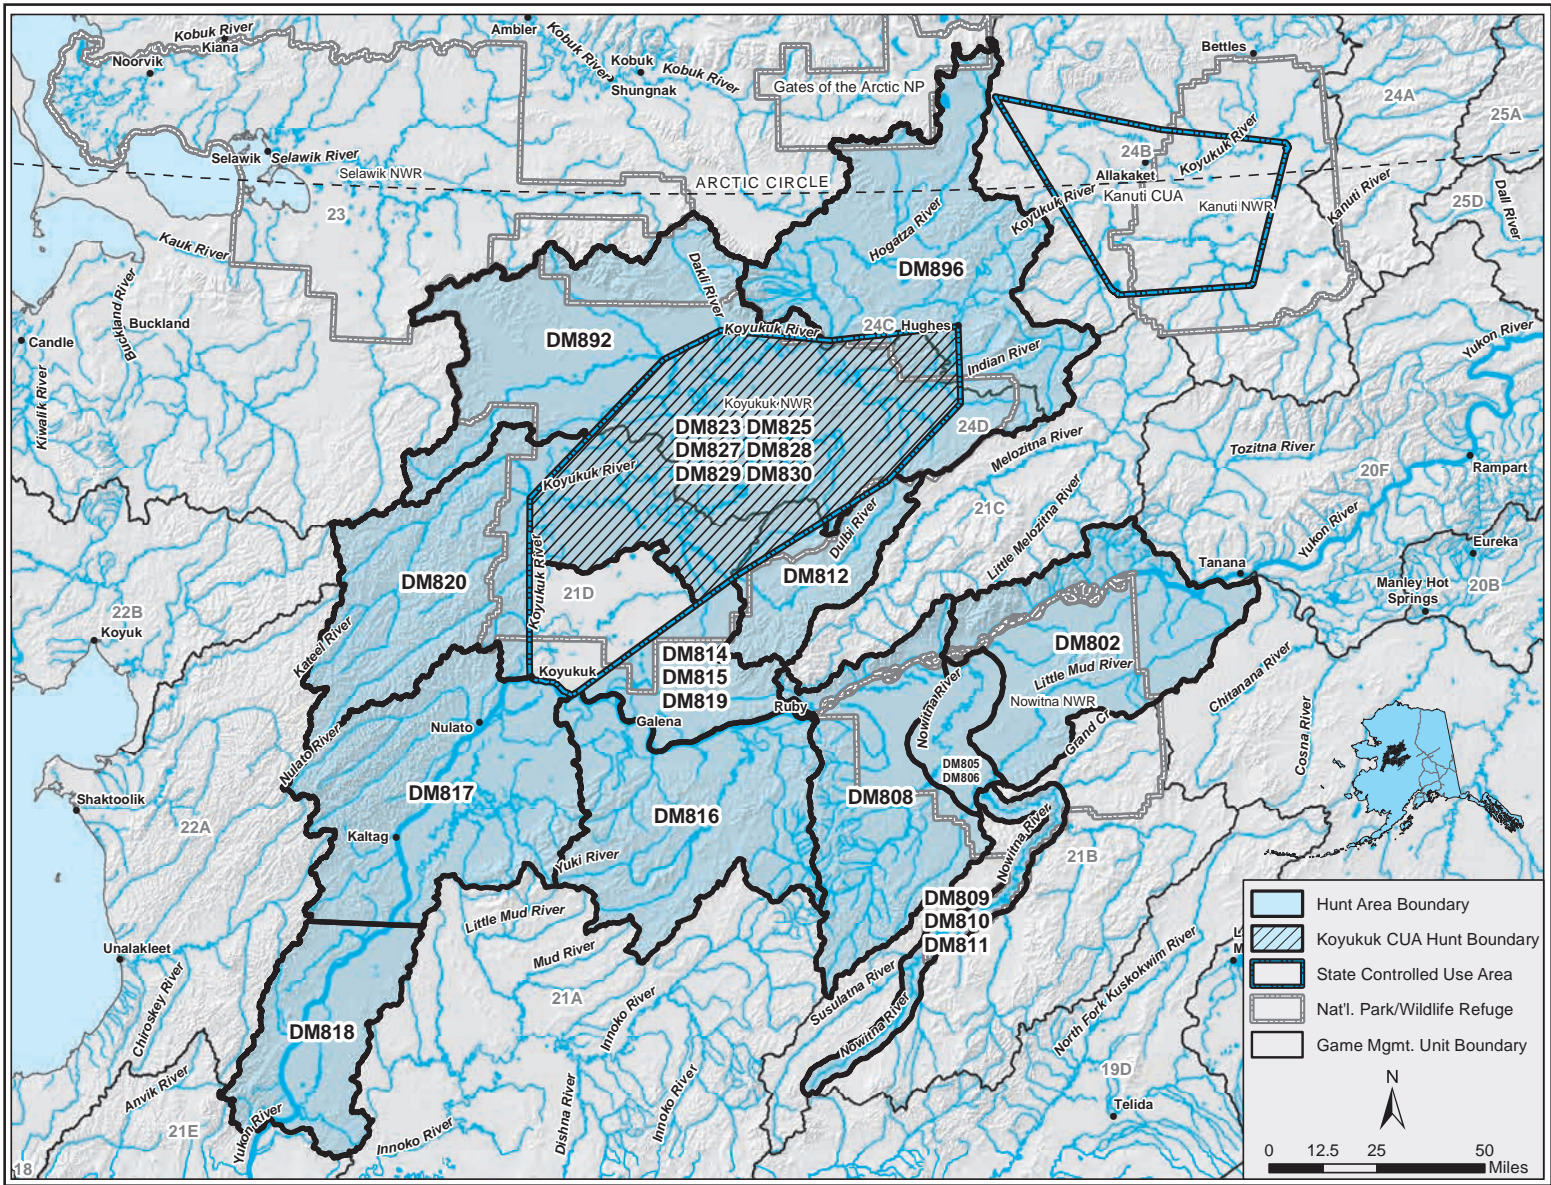 Kobuk River
Kiana
Noorvik
Ambler
Kobuk River
Kobuk
Kobuk River
Shungnak
Gates of the Arctic NP
Bettles
24A
25A
Selawik
Selawik River
Selawik NWR
ARCTIC CIRCLE
24B
Koyukuk River
Allakaket
Kanuti CUA
Kanuti NWR
Kanuti River
25D
Dall River
23
Kauk River
Buckland River
Buckland
Candle
Kiwalik River
Dakli River
Hogatza River
Koyukuk River
DM896
DM892
Koyukuk River
24C
Hughes
Indian River
Yukon River
Koyukuk NWR
DM823 DM825
DM827 DM828
DM829 DM830
24D
Melozitna River
Tozitna River
20F
Rampart
Koyukuk River
21C
Little Melozitna River
Dulbi River
Yukon River
Eureka
Tanana
Manley Hot
Springs
20B
DM820
Koyukuk River
21D
DM812
22B
Koyuk
Kateel River
DM814
DM815
DM819
Koyukuk
DM802
Little Mud River
Nowitna NWR
Chitanana River
Cosna River
Nulato
Nulato River
Galena
Ruby
Nowitna River
Grand C
DM805
DM806
Shaktoolik
22A
DM817
Kaltag
DM816
DM808
Yuki River
Nowitna River
21B
DM809
DM810
DM811
Little Mud River
Mud River
Unalakleet
Chiroskey River
21A
Innoko River
Susulatna River
Nowitna River
North Fork Kuskokwim River
DM818
Anvik River
21E
Yukon River
Innoko River
Dishna River
Innoko River
19D
Telida
18
L
M
Hunt Area Boundary
Koyukuk CUA Hunt Boundary
State Controlled Use Area
Nat'l. Park/Wildlife Refuge
Game Mgmt. Unit Boundary
N
0 12.5 25 50
Miles